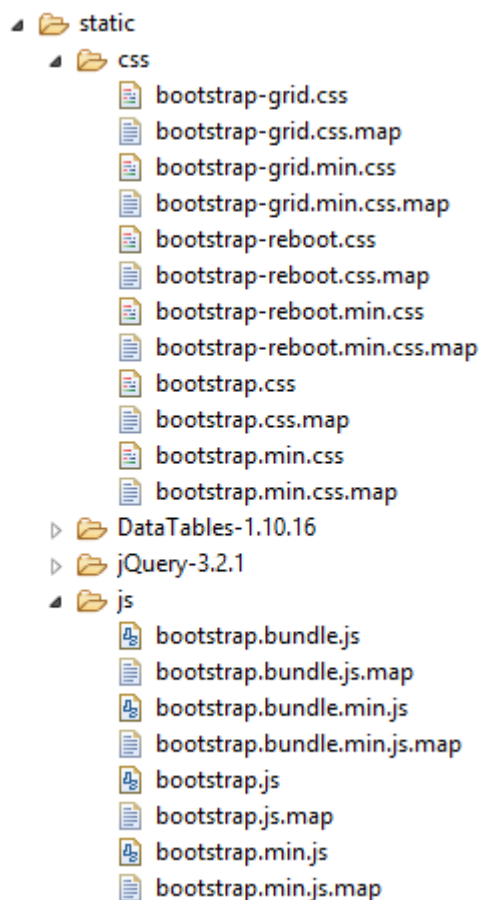 static
css
bootstrap-grid.css
bootstrap-grid.css.map
bootstrap-grid.min.css
bootstrap-grid.min.css.map
bootstrap-reboot.css
bootstrap-reboot.css.map
bootstrap-reboot.min.css
bootstrap-reboot.min.css.map
bootstrap.css
bootstrap.css.map
bootstrap.min.css
bootstrap.min.css.map
DataTables-1.10.16
jQuery-3.2.1
js
bootstrap.bundle.js
bootstrap.bundle.js.map
bootstrap.bundle.min.js
bootstrap.bundle.min.js.map
bootstrap.js
bootstrap.js.map
bootstrap.min.js
bootstrap.min.js.map